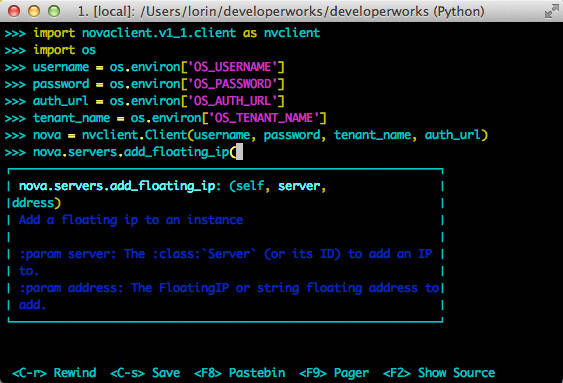 1. [local]: /Users/lorin/developerworks/developerworks (Python)
>>> import novaclient.v1_1.client as nvclient
>>> import os
>>> username = os.environ['OS_USERNAME']
>>> password = os.environ['OS_PASSWORD']
>>> auth_url = os.environ['OS_AUTH_URL']
>>> tenant_name = os.environ['OS_TENANT_NAME']
>>> nova = nvclient.Client(username, password, tenant_name, auth_url)
>>> nova.servers.add_floating_ip(
nova.servers.add_floating_ip: (self, server,
ddress)
Add a floating ip to an instance
:param server: The :class:`Server` (or its ID) to add an IP
to.
:param address: The FloatingIP or string floating address to
add.
<C-r> Rewind <C-s> Save <F8> Pastebin <F9> Pager <F2> Show Source